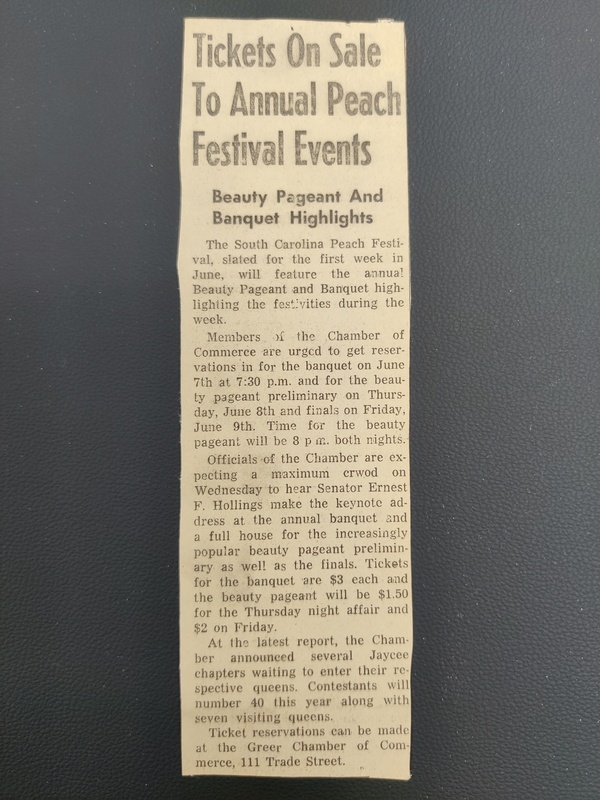 Tickets On Sale
To Annual Peach
Festival Events
Beauty Pageant And
Banquet Highlights
The South Carolina Peach Festi-
val, slated for the first week in
June, will feature the annual
Beauty Pageant and Banquet high-
lighting the festivities during the
week.
Members of the Chamber of
Commerce are urged to get reser-
vations in for the banquet on June
7th at 7:30 p.m. and for the beau-
ty pageant preliminary on Thurs-
day, June 8th and finals on Friday,
June 9th. Time for the beauty
pageant will be 8 p m. both nights.
Officials of the Chamber are ex-
pecting a maximum crwod on
Wednesday to hear Senator Ernest
F. Hollings make the keynote ad-
dress at the annual banquet and
a full house for the increasingly
popular beauty pageant prelimin-
ary as well as the finals. Tickets
for the banquet are $3 each and
the beauty pageant will be $1.50
for the Thursday night affair and
$2 on Friday.
At the latest report, the Cham-
ber announced several Jaycee
chapters waiting to enter their re-
spective queens. Contestants will
number 40 this year along with
seven visiting queens.
Ticket reservations can be made
at the Greer Chamber of Com-
merce, 111 Trade Street.